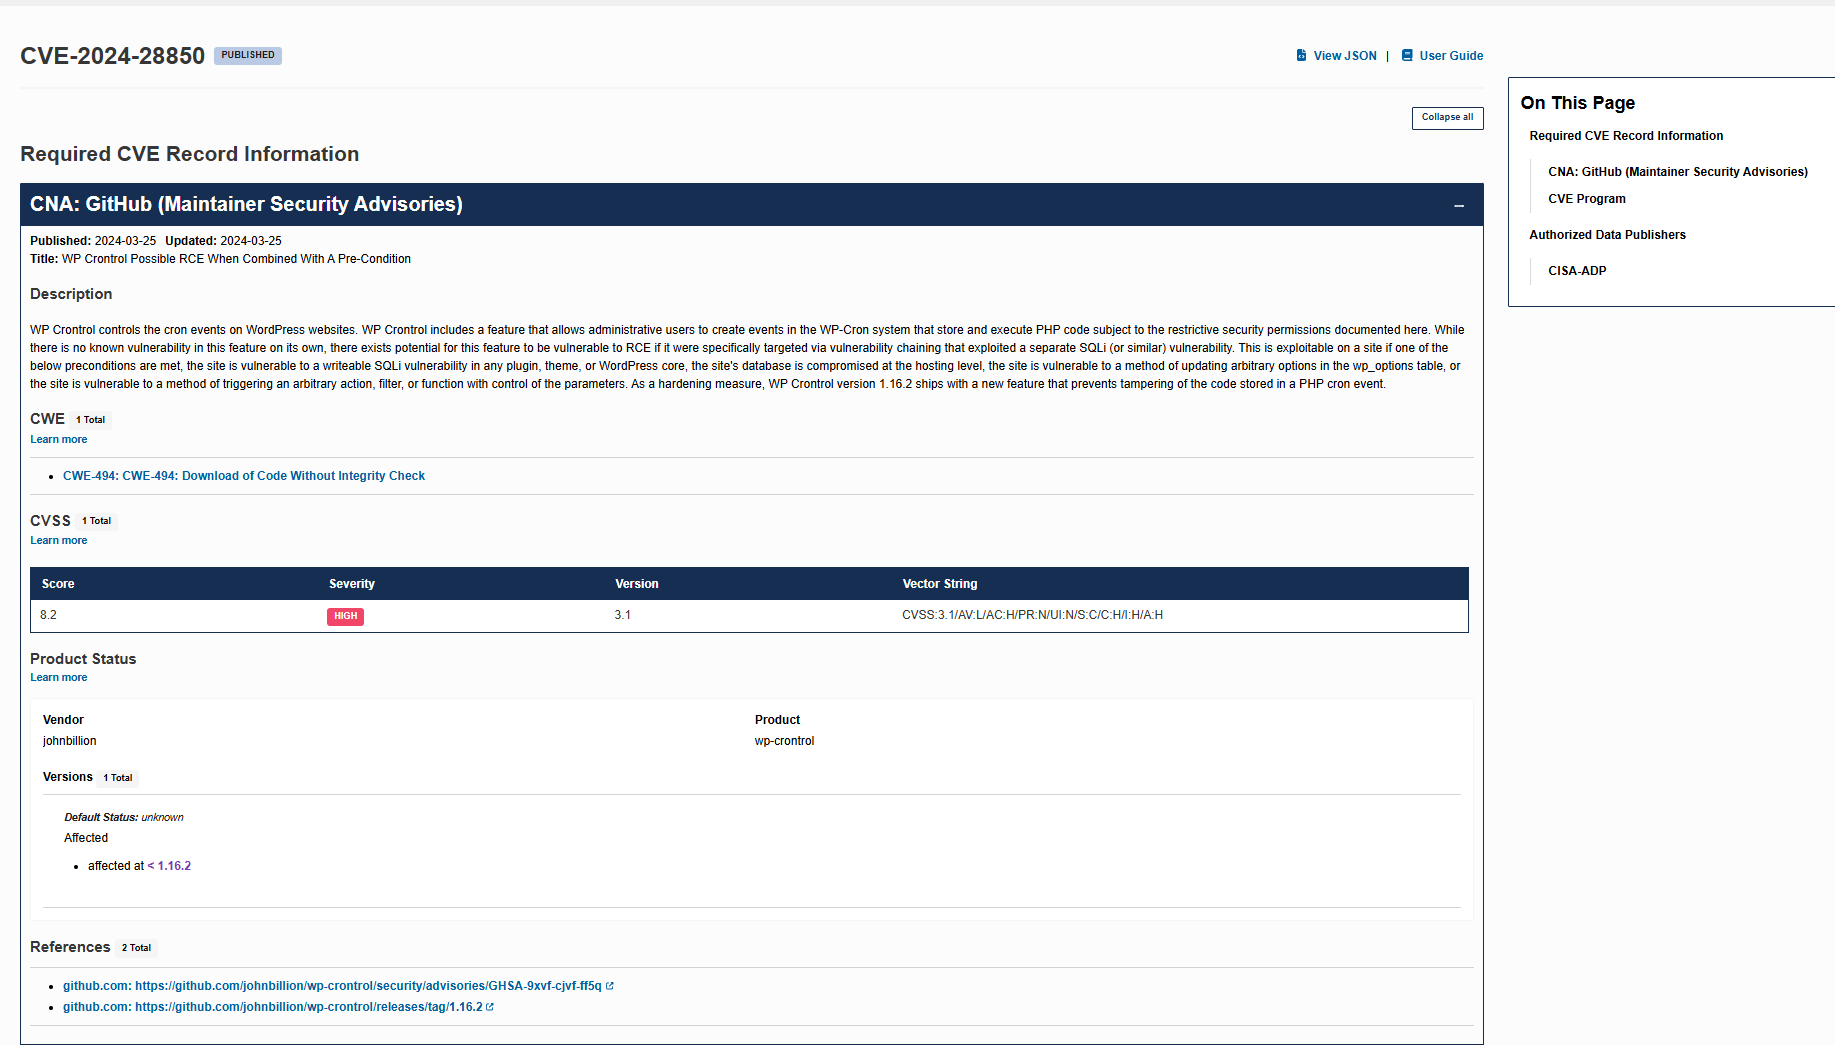 CVE-2024-28850 PUBLISHED
View JSON | User Guide
Collapse all
Required CVE Record Information
CNA: GitHub (Maintainer Security Advisories)
Published: 2024-03-25 Updated: 2024-03-25
Title: WP Crontrol Possible RCE When Combined With A Pre-Condition
Description
WP Crontrol controls the cron events on WordPress websites. WP Crontrol includes a feature that allows administrative users to create events in the WP-Cron system that store and execute PHP code subject to the restrictive security permissions documented here. While
there is no known vulnerability in this feature on its own, there exists potential for this feature to be vulnerable to RCE if it were specifically targeted via vulnerability chaining that exploited a separate SQLi (or similar) vulnerability. This is exploitable on a site if one of the
below preconditions are met, the site is vulnerable to a writeable SQLi vulnerability in any plugin, theme, or WordPress core, the site's database is compromised at the hosting level, the site is vulnerable to a method of updating arbitrary options in the wp_options table, or
the site is vulnerable to a method of triggering an arbitrary action, filter, or function with control of the parameters. As a hardening measure, WP Crontrol version 1.16.2 ships with a new feature that prevents tampering of the code stored in a PHP cron event.
CWE 1 Total
Learn more
• CWE-494: CWE-494: Download of Code Without Integrity Check
CVSS 1 Total
Learn more
Score Severity Version Vector String
8.2 HIGH 3.1 CVSS:3.1/AV:L/AC:H/PR:N/UI:N/S:C/C:H/I:H/A:H
Product Status
Learn more
Vendor Product
johnbillion wp-crontrol
Versions 1 Total
Default Status: unknown
Affected
• affected at < 1.16.2
References 2 Total
• github.com: https://github.com/johnbillion/wp-crontrol/security/advisories/GHSA-9xvf-cjvf-ff5q
• github.com: https://github.com/johnbillion/wp-crontrol/releases/tag/1.16.2
On This Page
Required CVE Record Information
CNA: GitHub (Maintainer Security Advisories)
CVE Program
Authorized Data Publishers
CISA-ADP